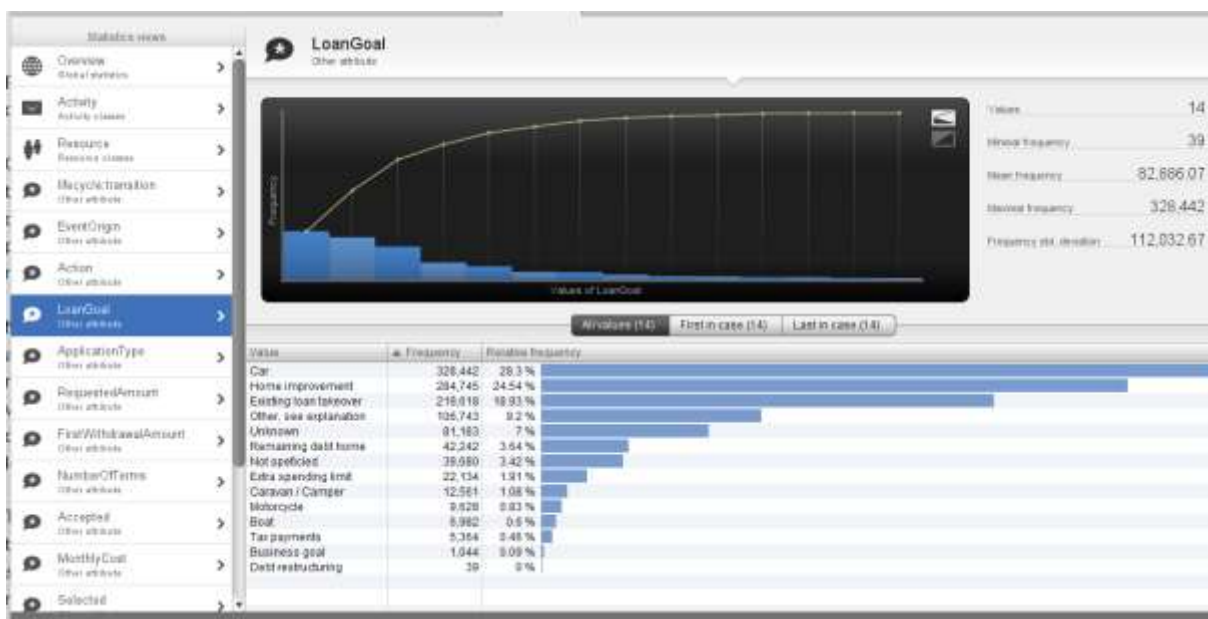 Statistics views
Overview
Global statistics
Activity
Activity classes
Resource
Resource classes
lifecycle:transition
Other attribute
EventOrigin
Other attribute
Action
Other attribute
LoanGoal
Other attribute
ApplicationType
Other attribute
RequestedAmount
Other attribute
FirstWithdrawalAmount
Other attribute
NumberOfTerms
Other attribute
Accepted
Other attribute
MonthlyCost
Other attribute
Selected
LoanGoal
Other attribute
Frequency
Values of LoanGoal
Values 14
Minimal frequency 39
Mean frequency 82,886.07
Maximal frequency 328,442
Frequency std. deviation 112,032.67
All values (14) First in case (14) Last in case (14)
Value Frequency Relative frequency
Car 328,442 28.3 %
Home improvement 284,745 24.54 %
Existing loan takeover 219,618 18.93 %
Other, see explanation 106,743 9.2 %
Unknown 81,183 7 %
Remaining debt home 42,242 3.64 %
Not speficied 39,680 3.42 %
Extra spending limit 22,134 1.91 %
Caravan / Camper 12,561 1.08 %
Motorcycle 9,628 0.83 %
Boat 6,982 0.6 %
Tax payments 5,364 0.46 %
Business goal 1,044 0.09 %
Debt restructuring 39 0 %